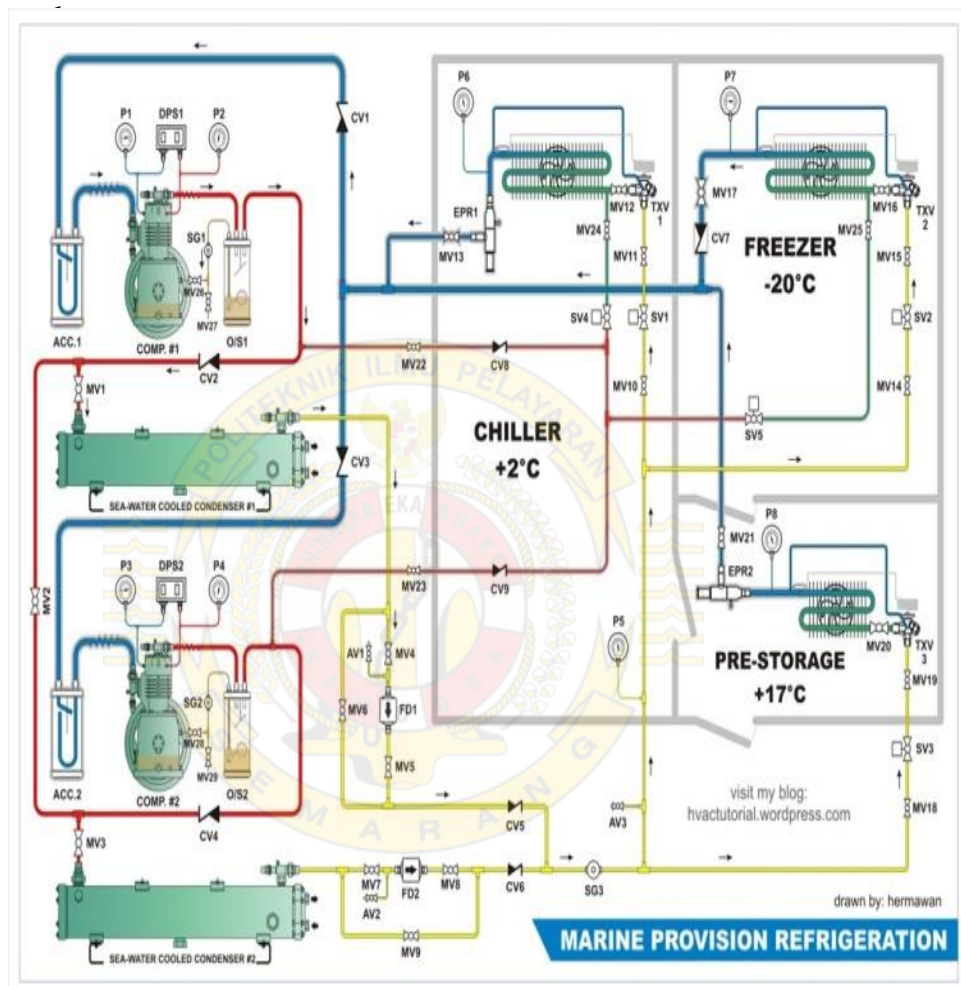 P1
DPS1
P2
CV1
P6
P7
SG1
MV26
MV27
ACC.1
COMP. #1
O/S1
EPR1
MV13
MV12
TXV
1
MV24
MV11
MV17
CV7
MV16
TXV
2
MV25
MV15
FREEZER
-20°C
SV4
SV1
SV2
CV2
MV22
CV8
MV10
MV14
MV1
CHILLER
+2°C
SV5
CV3
SEA-WATER COOLED CONDENSER #1
POLITEKNIK ILMU PELAYARAN
SEMARANG
P3
DPS2
P4
MV2
MV23
CV9
MV21
P8
EPR2
P5
MV20
TXV
3
MV19
PRE-STORAGE
+17°C
AV1
MV4
SG2
MV28
MV29
MV6
FD1
MV5
SV3
ACC.2
COMP. #2
O/S2
CV4
CV5
AV3
visit my blog:
hvactutorial.wordpress.com
MV18
MV3
MV7
FD2
MV8
CV6
SG3
AV2
MV9
drawn by: hermawan
SEA-WATER COOLED CONDENSER #2
MARINE PROVISION REFRIGERATION